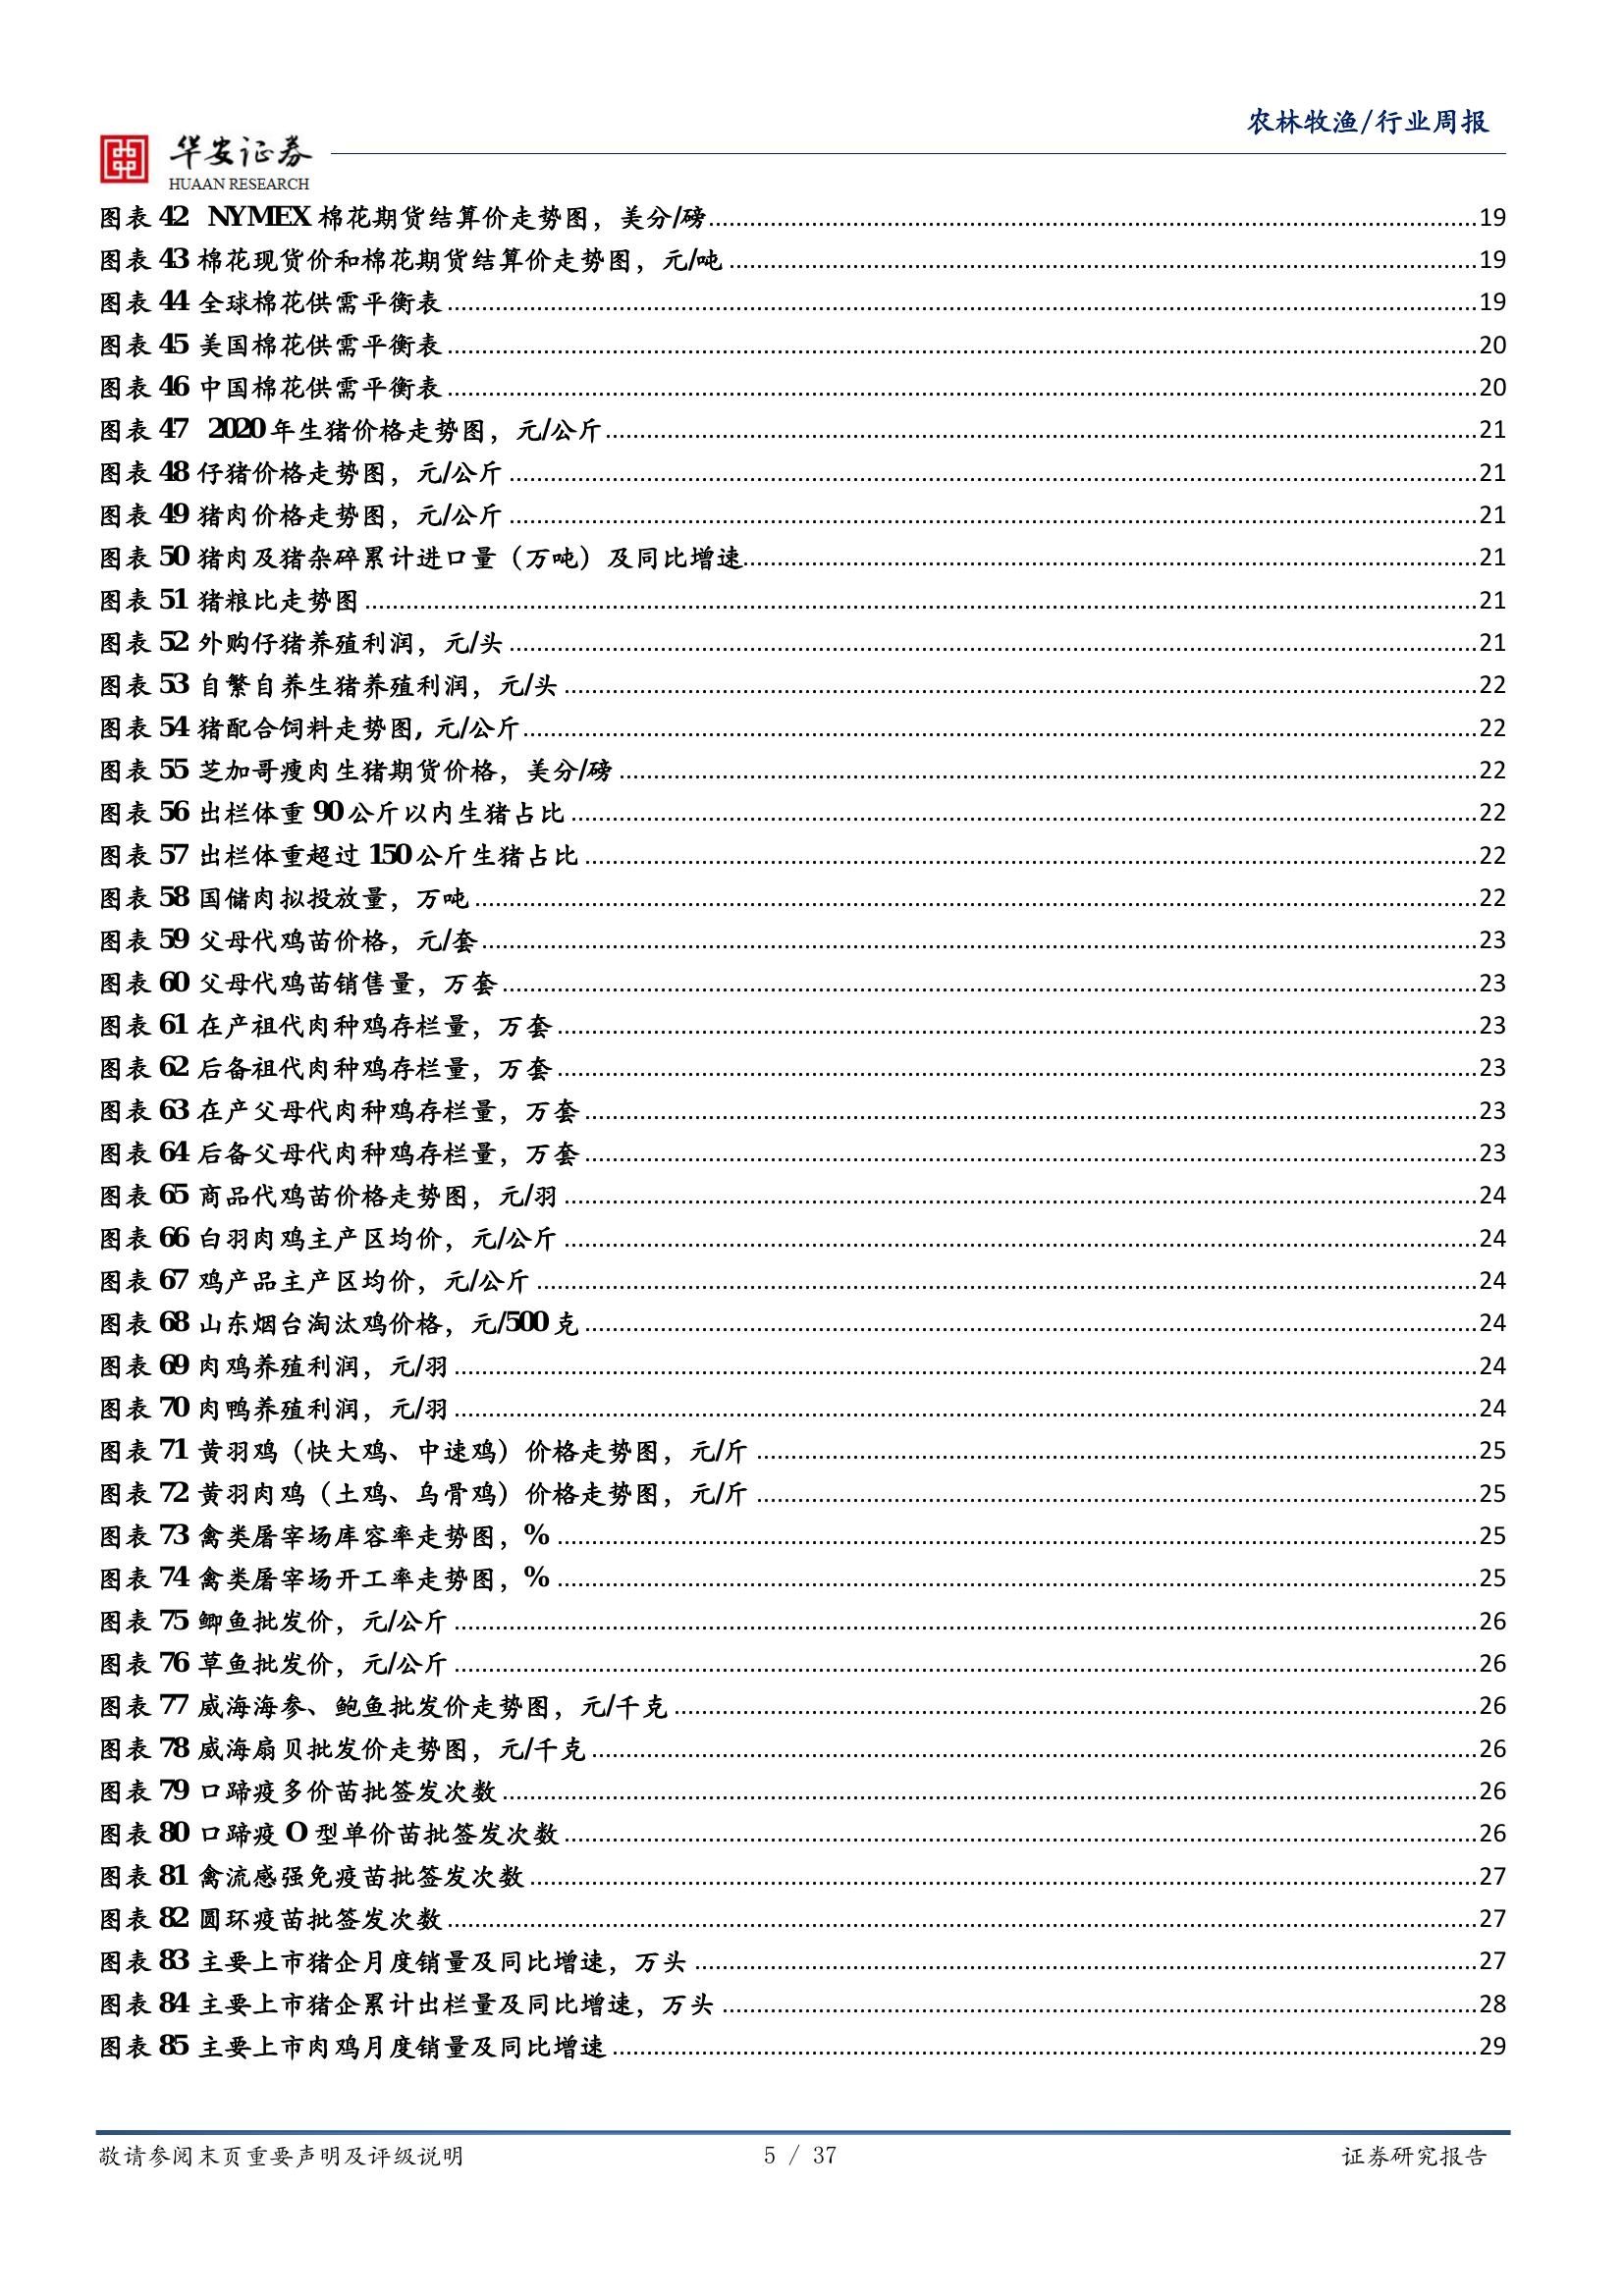 农林牧渔/行业周报
华安证券
HUAAN RESEARCH
图表 42 NYMEX 棉花期货结算价走势图，美分/磅 19
图表 43 棉花现货价和棉花期货结算价走势图，元/吨 19
图表 44 全球棉花供需平衡表 19
图表 45 美国棉花供需平衡表 20
图表 46 中国棉花供需平衡表 20
图表 47 2020 年生猪价格走势图，元/公斤 21
图表 48 仔猪价格走势图，元/公斤 21
图表 49 猪肉价格走势图，元/公斤 21
图表 50 猪肉及猪杂碎累计进口量（万吨）及同比增速 21
图表 51 猪粮比走势图 21
图表 52 外购仔猪养殖利润，元/头 21
图表 53 自繁自养生猪养殖利润，元/头 22
图表 54 猪配合饲料走势图, 元/公斤 22
图表 55 芝加哥瘦肉生猪期货价格，美分/磅 22
图表 56 出栏体重 90 公斤以内生猪占比 22
图表 57 出栏体重超过 150 公斤生猪占比 22
图表 58 国储肉拟投放量，万吨 22
图表 59 父母代鸡苗价格，元/套 23
图表 60 父母代鸡苗销售量，万套 23
图表 61 在产祖代肉种鸡存栏量，万套 23
图表 62 后备祖代肉种鸡存栏量，万套 23
图表 63 在产父母代肉种鸡存栏量，万套 23
图表 64 后备父母代肉种鸡存栏量，万套 23
图表 65 商品代鸡苗价格走势图，元/羽 24
图表 66 白羽肉鸡主产区均价，元/公斤 24
图表 67 鸡产品主产区均价，元/公斤 24
图表 68 山东烟台淘汰鸡价格，元/500 克 24
图表 69 肉鸡养殖利润，元/羽 24
图表 70 肉鸭养殖利润，元/羽 24
图表 71 黄羽鸡（快大鸡、中速鸡）价格走势图，元/斤 25
图表 72 黄羽肉鸡（土鸡、乌骨鸡）价格走势图，元/斤 25
图表 73 禽类屠宰场库容率走势图，% 25
图表 74 禽类屠宰场开工率走势图，% 25
图表 75 鲫鱼批发价，元/公斤 26
图表 76 草鱼批发价，元/公斤 26
图表 77 威海海参、鲍鱼批发价走势图，元/千克 26
图表 78 威海扇贝批发价走势图，元/千克 26
图表 79 口蹄疫多价苗批签发次数 26
图表 80 口蹄疫 O 型单价苗批签发次数 26
图表 81 禽流感强免疫苗批签发次数 27
图表 82 圆环疫苗批签发次数 27
图表 83 主要上市猪企月度销量及同比增速，万头 27
图表 84 主要上市猪企累计出栏量及同比增速，万头 28
图表 85 主要上市肉鸡月度销量及同比增速 29
敬请参阅末页重要声明及评级说明 5 / 37 证券研究报告